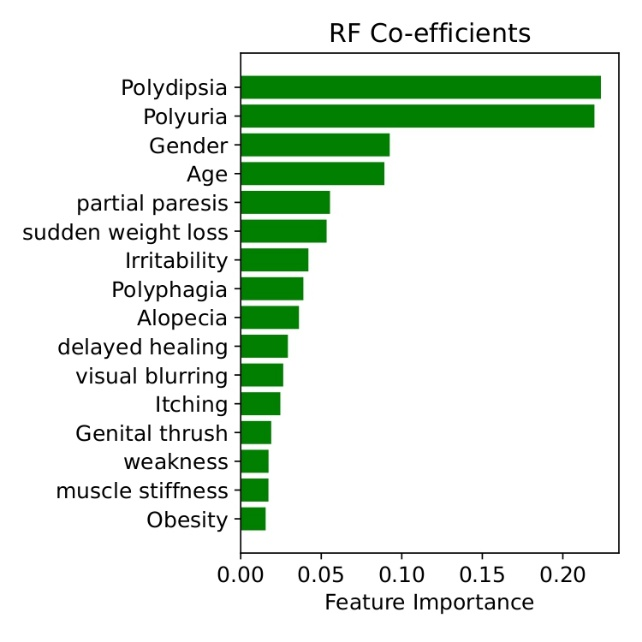 RF Co-efficients
Polydipsia
Polyuria
Gender
Age
partial paresis
sudden weight loss
Irritability
Polyphagia
Alopecia
delayed healing
visual blurring
Itching
Genital thrush
weakness
muscle stiffness
Obesity
0.00 0.05 0.10 0.15 0.20
Feature Importance